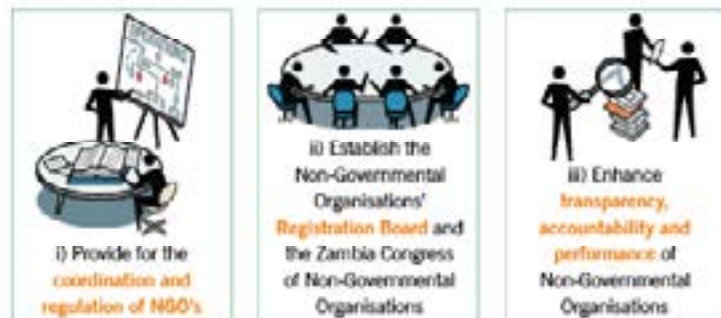 i) Provide for the
coordination and
regulation of NGO's
ii) Establish the
Non-Governmental
Organisations'
Registration Board and
the Zambia Congress
of Non-Governmental
Organisations
iii) Enhance
transparency,
accountability and
performance of
Non-Governmental
Organisations